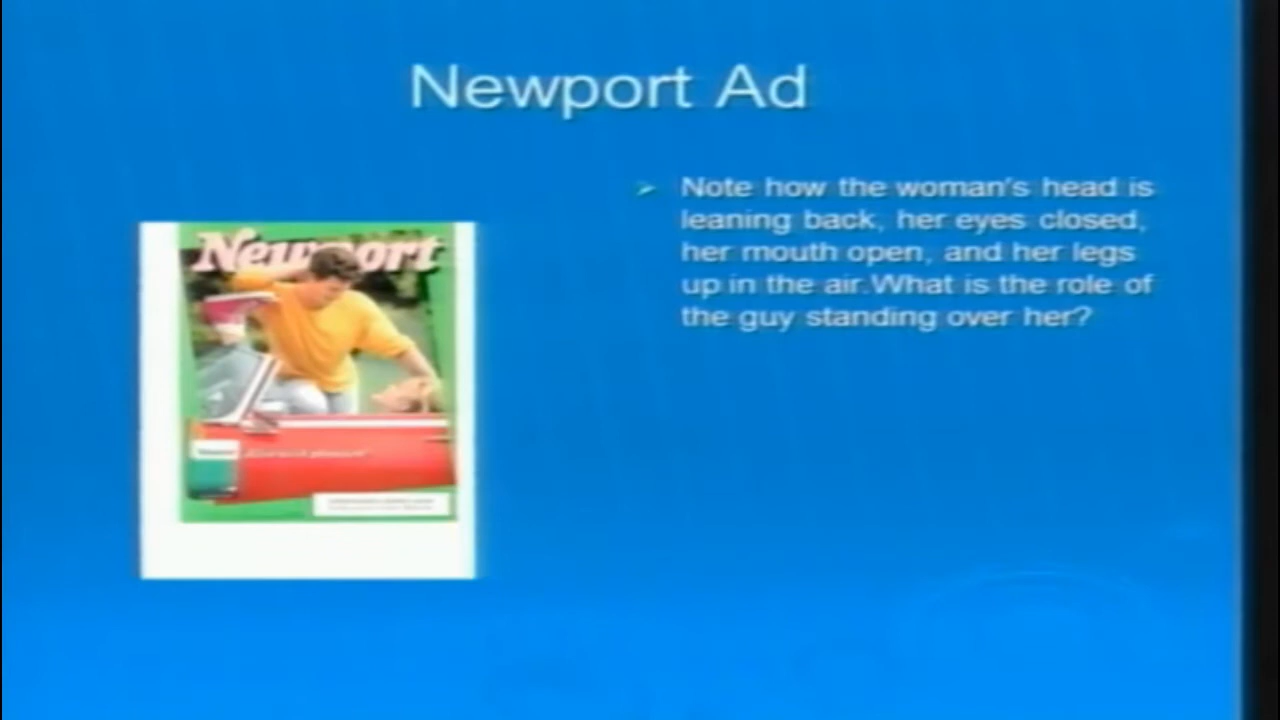 Newport Ad
Note how the woman's head is
leaning back, her eyes closed,
her mouth open, and her legs
up in the air.What is the role of
the guy standing over her?
Newport